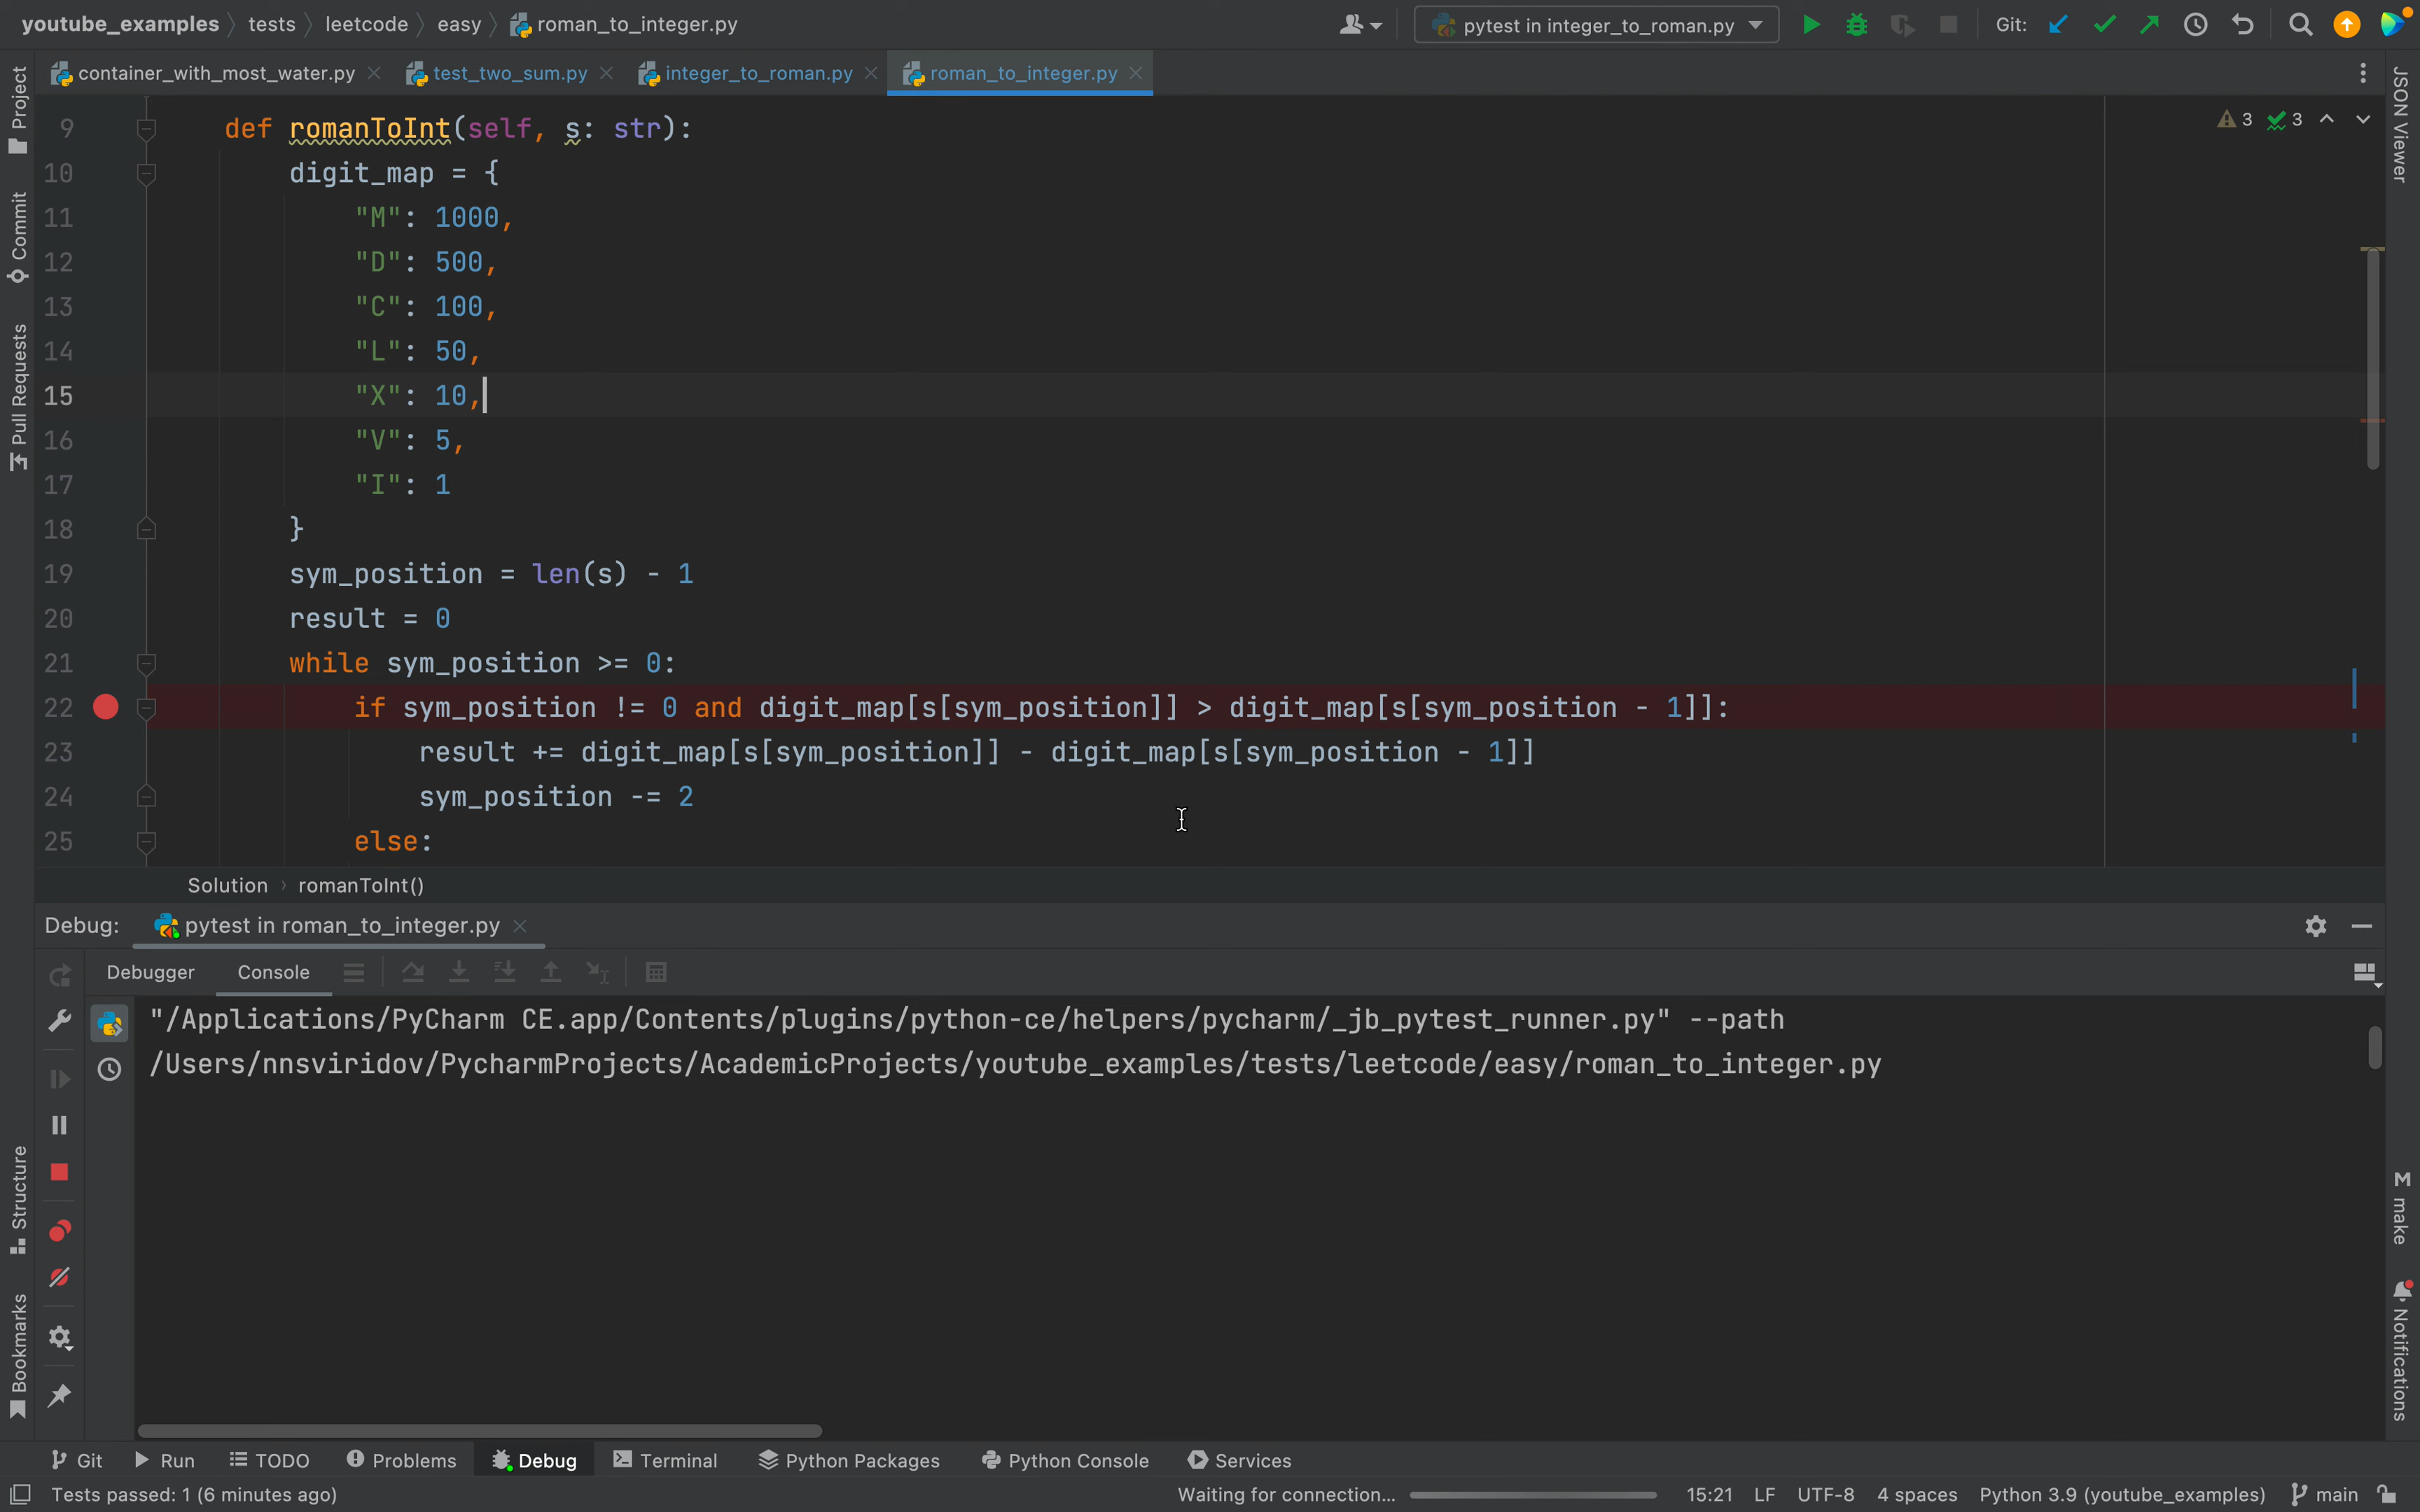 youtube_examples 〉 tests 〉 leetcode 〉 easy 〉 roman_to_integer.py
pytest in integer_to_roman.py
Git:
container_with_most_water.py
test_two_sum.py
integer_to_roman.py
roman_to_integer.py
3 3
9 def romanToInt(self, s: str):
10 digit_map = {
11 "M": 1000,
12 "D": 500,
13 "C": 100,
14 "L": 50,
15 "X": 10,
16 "V": 5,
17 "I": 1
18 }
19 sym_position = len(s) - 1
20 result = 0
21 while sym_position >= 0:
22 if sym_position != 0 and digit_map[s[sym_position]] > digit_map[s[sym_position - 1]]:
23 result += digit_map[s[sym_position]] - digit_map[s[sym_position - 1]]
24 sym_position -= 2
25 else:
Solution › romanToInt()
Debug: pytest in roman_to_integer.py
Debugger Console
"/Applications/PyCharm CE.app/Contents/plugins/python-ce/helpers/pycharm/_jb_pytest_runner.py" --path
/Users/nnsviridov/PycharmProjects/AcademicProjects/youtube_examples/tests/leetcode/easy/roman_to_integer.py
Project
Commit
Pull Requests
Structure
Bookmarks
JSON Viewer
M make
Notifications
Git Run TODO Problems Debug Terminal Python Packages Python Console Services
Tests passed: 1 (6 minutes ago)
Waiting for connection... 15:21 LF UTF-8 4 spaces Python 3.9 (youtube_examples) main